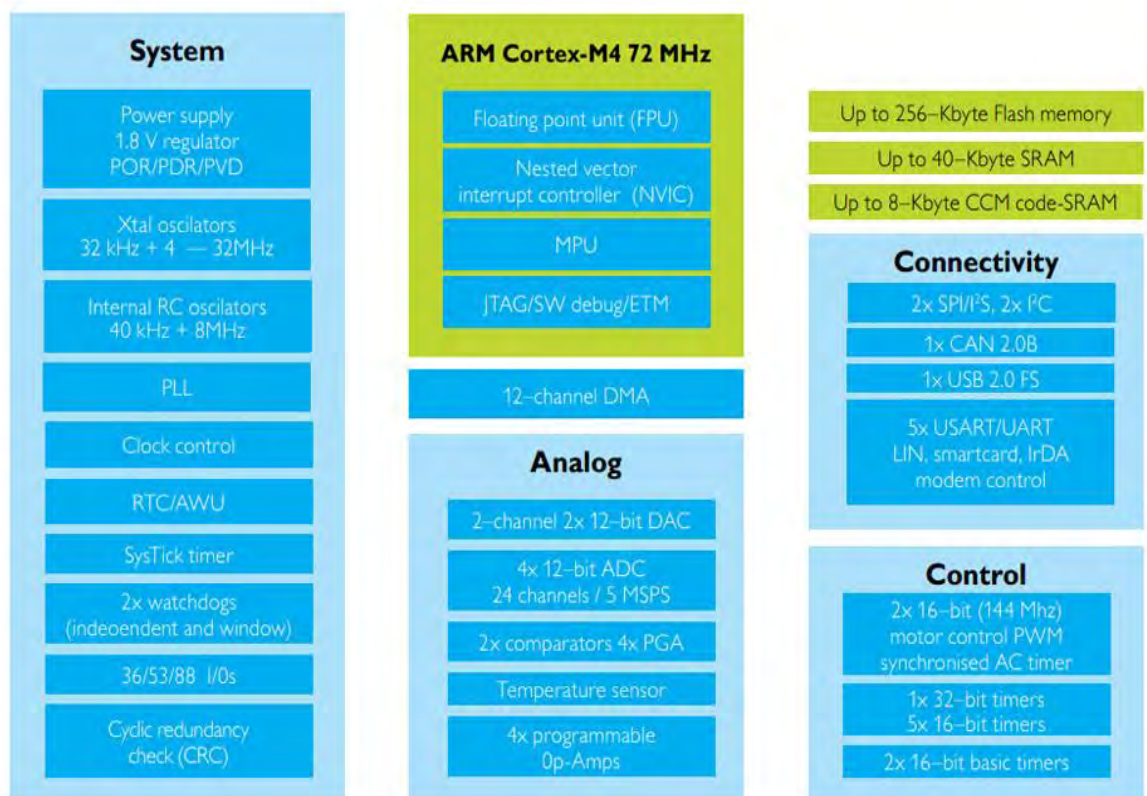 System
Power supply
1.8 V regulator
POR/PDR/PVD
Xtal oscilators
32 kHz + 4 — 32MHz
Internal RC oscilators
40 kHz + 8MHz
PLL
Clock control
RTC/AWU
SysTick timer
2x watchdogs
(indeoendent and window)
36/53/88 I/0s
Cyclic redundancy
check (CRC)
ARM Cortex-M4 72 MHz
Floating point unit (FPU)
Nested vector
interrupt controller (NVIC)
MPU
JTAG/SW debug/ETM
12–channel DMA
Analog
2–channel 2x 12–bit DAC
4x 12–bit ADC
24 channels / 5 MSPS
2x comparators 4x PGA
Temperature sensor
4x programmable
0p-Amps
Up to 256–Kbyte Flash memory
Up to 40–Kbyte SRAM
Up to 8–Kbyte CCM code-SRAM
Connectivity
2x SPI/I²S, 2x I²C
1x CAN 2.0B
1x USB 2.0 FS
5x USART/UART
LIN, smartcard, IrDA
modem control
Control
2x 16–bit (144 Mhz)
motor control PWM
synchronised AC timer
1x 32–bit timers
5x 16–bit timers
2x 16–bit basic timers